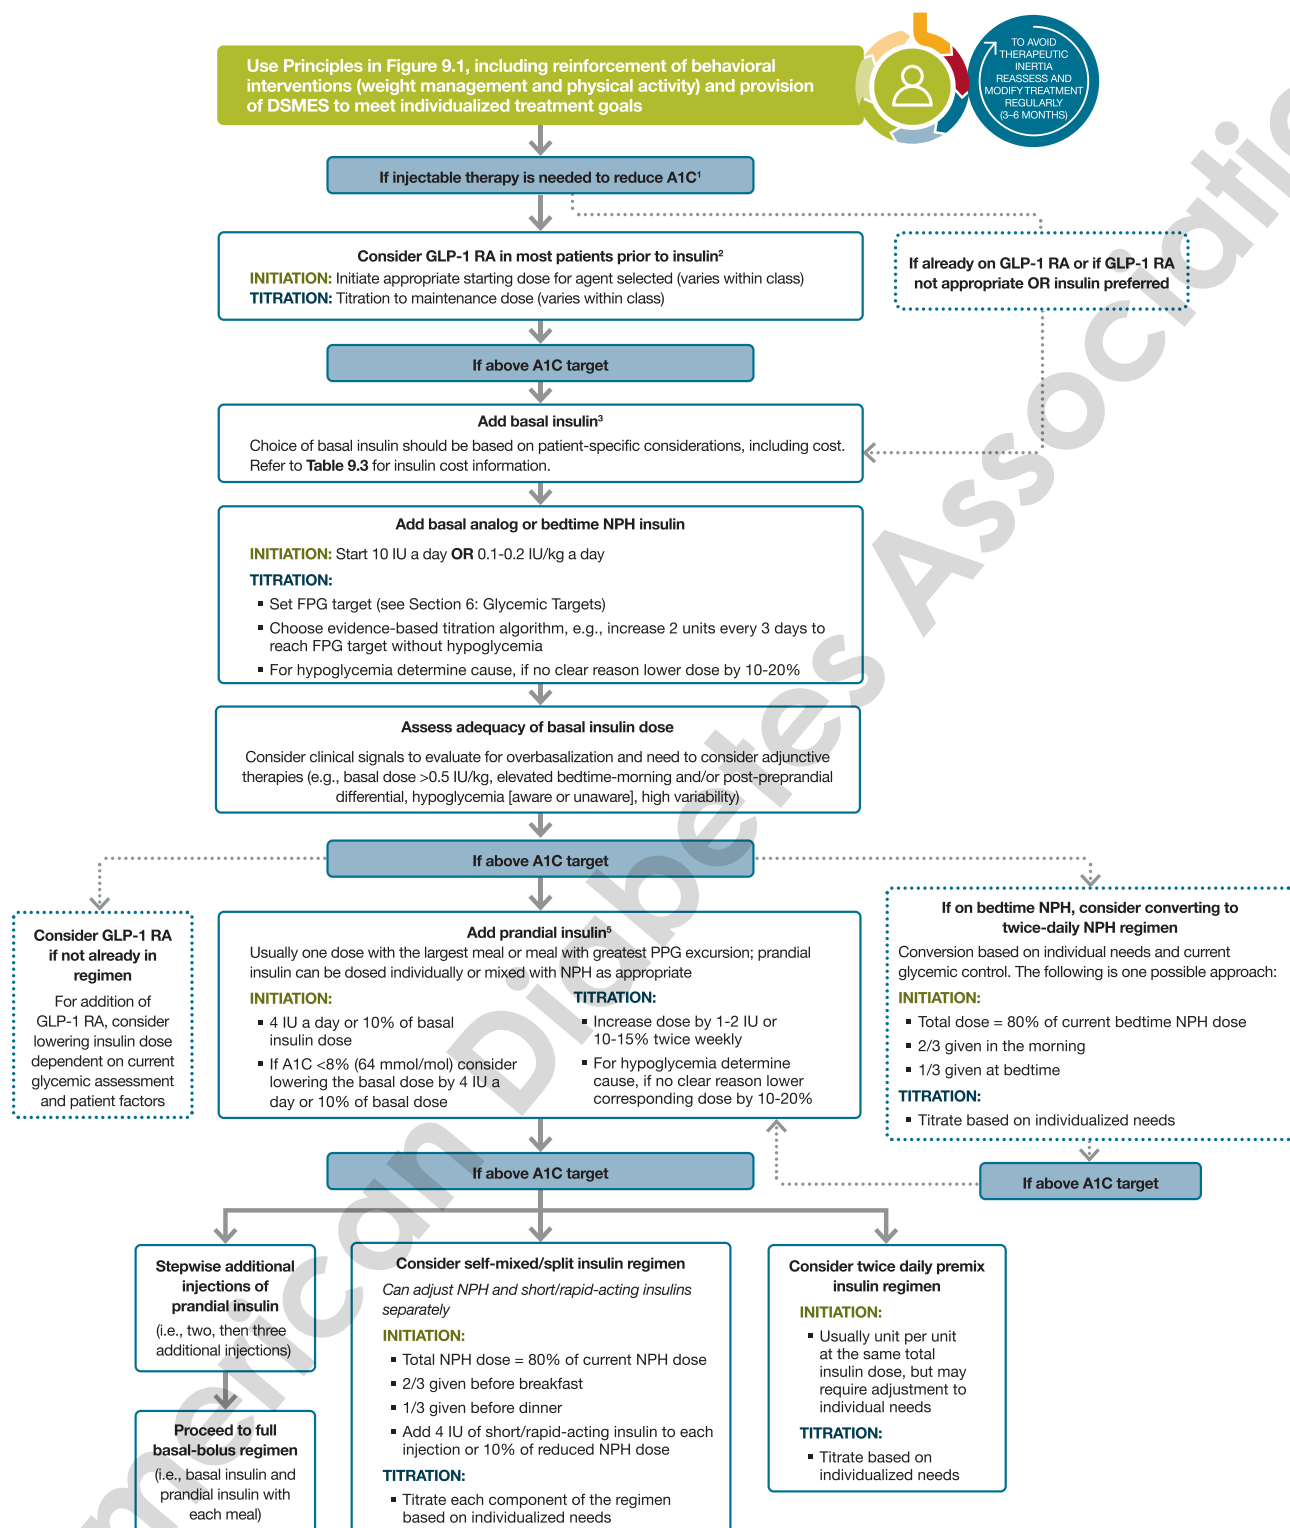 Use Principles in Figure 9.1, including reinforcement of behavioral
interventions (weight management and physical activity) and provision
of DSMES to meet individualized treatment goals
TO AVOID
THERAPEUTIC
INERTIA
REASSESS AND
MODIFY TREATMENT
REGULARLY
(3–6 MONTHS)
If injectable therapy is needed to reduce A1C¹
Consider GLP-1 RA in most patients prior to insulin²
INITIATION: Initiate appropriate starting dose for agent selected (varies within class)
TITRATION: Titration to maintenance dose (varies within class)
If already on GLP-1 RA or if GLP-1 RA
not appropriate OR insulin preferred
If above A1C target
Add basal insulin³
Choice of basal insulin should be based on patient-specific considerations, including cost.
Refer to Table 9.3 for insulin cost information.
Add basal analog or bedtime NPH insulin
INITIATION: Start 10 IU a day OR 0.1-0.2 IU/kg a day
TITRATION:
▪ Set FPG target (see Section 6: Glycemic Targets)
▪ Choose evidence-based titration algorithm, e.g., increase 2 units every 3 days to
reach FPG target without hypoglycemia
▪ For hypoglycemia determine cause, if no clear reason lower dose by 10-20%
Assess adequacy of basal insulin dose
Consider clinical signals to evaluate for overbasalization and need to consider adjunctive
therapies (e.g., basal dose >0.5 IU/kg, elevated bedtime-morning and/or post-preprandial
differential, hypoglycemia [aware or unaware], high variability)
If above A1C target
Consider GLP-1 RA
if not already in
regimen
For addition of
GLP-1 RA, consider
lowering insulin dose
dependent on current
glycemic assessment
and patient factors
Add prandial insulin⁵
Usually one dose with the largest meal or meal with greatest PPG excursion; prandial
insulin can be dosed individually or mixed with NPH as appropriate
INITIATION:
▪ 4 IU a day or 10% of basal
insulin dose
▪ If A1C <8% (64 mmol/mol) consider
lowering the basal dose by 4 IU a
day or 10% of basal dose
TITRATION:
▪ Increase dose by 1-2 IU or
10-15% twice weekly
▪ For hypoglycemia determine
cause, if no clear reason lower
corresponding dose by 10-20%
If on bedtime NPH, consider converting to
twice-daily NPH regimen
Conversion based on individual needs and current
glycemic control. The following is one possible approach:
INITIATION:
▪ Total dose = 80% of current bedtime NPH dose
▪ 2/3 given in the morning
▪ 1/3 given at bedtime
TITRATION:
▪ Titrate based on individualized needs
If above A1C target
If above A1C target
Stepwise additional
injections of
prandial insulin
(i.e., two, then three
additional injections)
Proceed to full
basal-bolus regimen
(i.e., basal insulin and
prandial insulin with
each meal)
Consider self-mixed/split insulin regimen
Can adjust NPH and short/rapid-acting insulins
separately
INITIATION:
▪ Total NPH dose = 80% of current NPH dose
▪ 2/3 given before breakfast
▪ 1/3 given before dinner
▪ Add 4 IU of short/rapid-acting insulin to each
injection or 10% of reduced NPH dose
TITRATION:
▪ Titrate each component of the regimen
based on individualized needs
Consider twice daily premix
insulin regimen
INITIATION:
▪ Usually unit per unit
at the same total
insulin dose, but may
require adjustment to
individual needs
TITRATION:
▪ Titrate based on
individualized needs
merican Diabetes Associatio